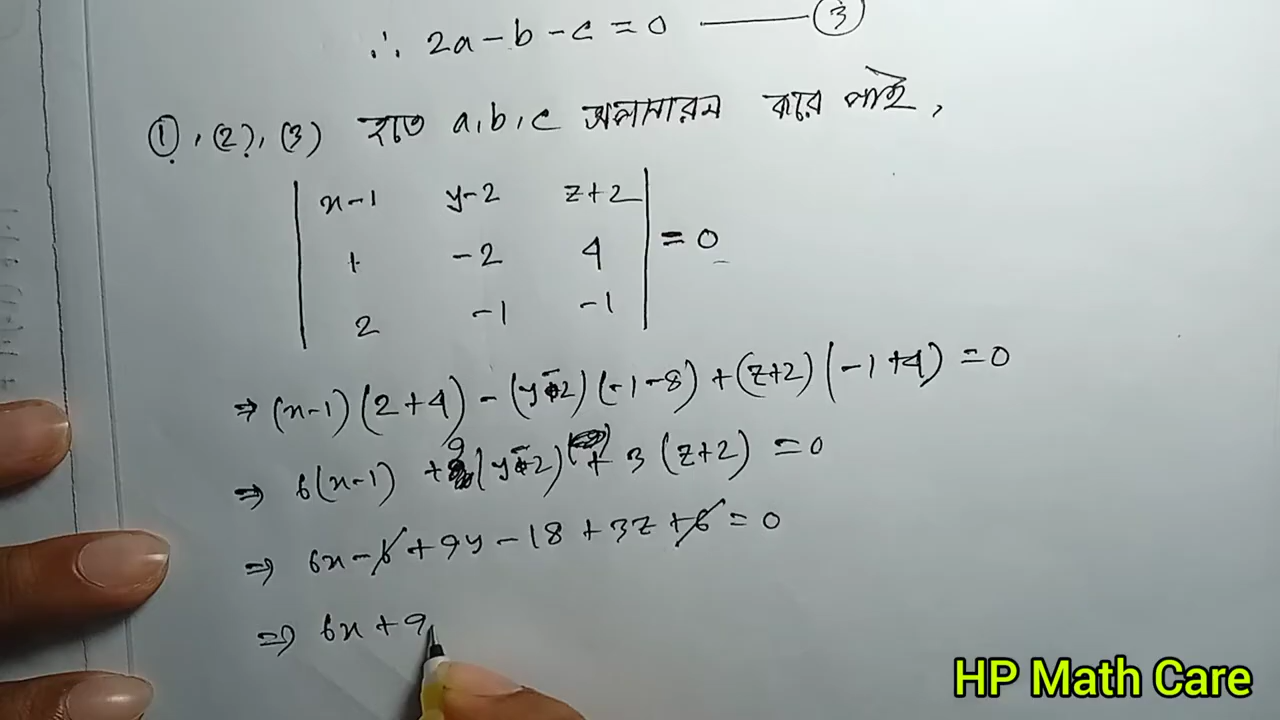 ∴ 2a - b - c = 0 ——— (3)
(1), (2), (3) হতে a, b, c অপসারন করে পাই,
| x-1 y-2 z+2 |
| 1 -2 4 | = 0
| 2 -1 -1 |
⇒ (x-1)(2+4) - (y-2)(-1-8) + (z+2)(-1+4) = 0
⇒ 6(x-1) + 9(y-2) + 3(z+2) = 0
⇒ 6x - 6 + 9y - 18 + 3z + 6 = 0
⇒ 6x + 9
HP Math Care